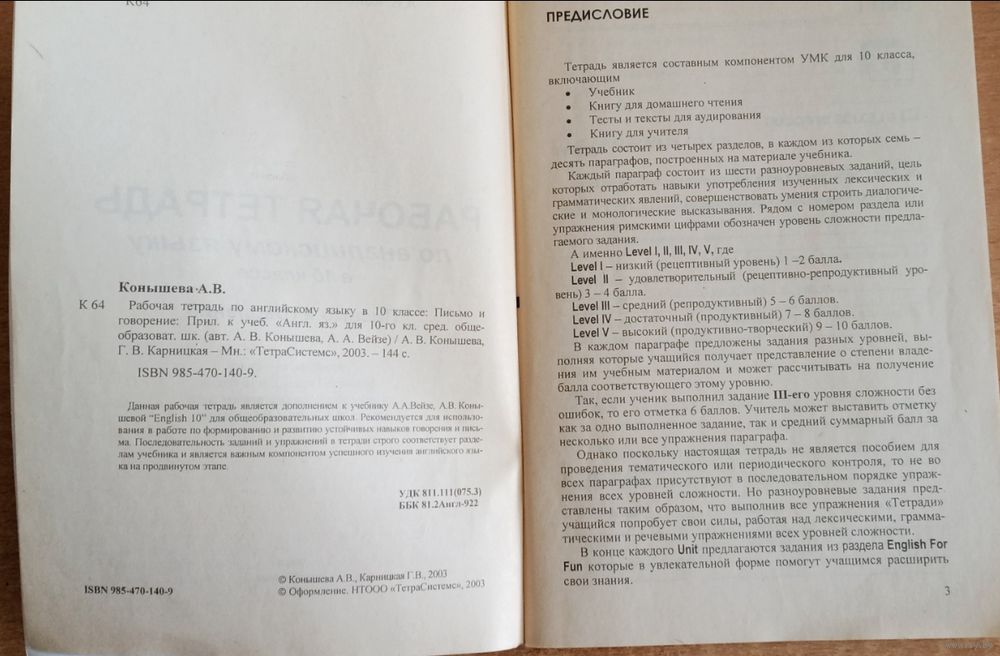 К64
Конышева А.В.
К 64
Рабочая тетрадь по английскому языку в 10 классе: Письмо и
говорение: Прил. к учеб. «Англ. яз.» для 10-го кл. сред. обще-
образоват. шк. (авт. А. В. Конышева, А. А. Вейзе) / А. В. Конышева,
Г. В. Карницкая – Мн.: «ТетраСистемс», 2003. – 144 с.
ISBN 985-470-140-9.
Данная рабочая тетрадь является дополнением к учебнику А.А.Вейзе, А.В. Коны-
шевой "English 10" для общеобразовательных школ. Рекомендуется для использо-
вания в работе по формированию и развитию устойчивых навыков говорения и пись-
ма. Последовательность заданий и упражнений в тетради строго соответствует разде-
лам учебника и является важным компонентом успешного изучения английского язы-
ка на продвинутом этапе.
УДК 811.111(075.3)
ББК 81.2Англ-922
© Конышева А.В., Карницкая Г.В., 2003
© Оформление. НТООО «ТетраСистемс», 2003
ISBN 985-470-140-9
ПРЕДИСЛОВИЕ
Тетрадь является составным компонентом УМК для 10 класса,
включающим
• Учебник
• Книгу для домашнего чтения
• Тесты и тексты для аудирования
• Книгу для учителя
Тетрадь состоит из четырех разделов, в каждом из которых семь –
десять параграфов, построенных на материале учебника.
Каждый параграф состоит из шести разноуровневых заданий, цель
которых отработать навыки употребления изученных лексических и
грамматических явлений, совершенствовать умения строить диалогиче-
ские и монологические высказывания. Рядом с номером раздела или
упражнения римскими цифрами обозначен уровень сложности предла-
гаемого задания.
А именно Level I, II, III, IV, V, где
Level I – низкий (рецептивный уровень) 1 –2 балла.
Level II – удовлетворительный (рецептивно-репродуктивный уро-
вень) 3 – 4 балла.
Level III – средний (репродуктивный) 5 – 6 баллов.
Level IV – достаточный (продуктивный) 7 – 8 баллов.
Level V – высокий (продуктивно-творческий) 9 – 10 баллов.
В каждом параграфе предложены задания разных уровней, вы-
полняя которые учащийся получает представление о степени владе-
ния им учебным материалом и может рассчитывать на получение
балла соответствующего этому уровню.
Так, если ученик выполнил задание III-его уровня сложности без
ошибок, то его отметка 6 баллов. Учитель может выставить отметку
как за одно выполненное задание, так и средний суммарный балл за
несколько или все упражнения параграфа.
Однако поскольку настоящая тетрадь не является пособием для
проведения тематического или периодического контроля, то не во
всех параграфах присутствуют в последовательном порядке упраж-
нения всех уровней сложности. Но разноуровневые задания пред-
ставлены таким образом, что выполнив все упражнения «Тетради»
учащийся попробует свои силы, работая над лексическими, грамма-
тическими и речевыми упражнениями всех уровней сложности.
В конце каждого Unit предлагаются задания из раздела English For
Fun которые в увлекательной форме помогут учащимся расширить
свои знания.
3